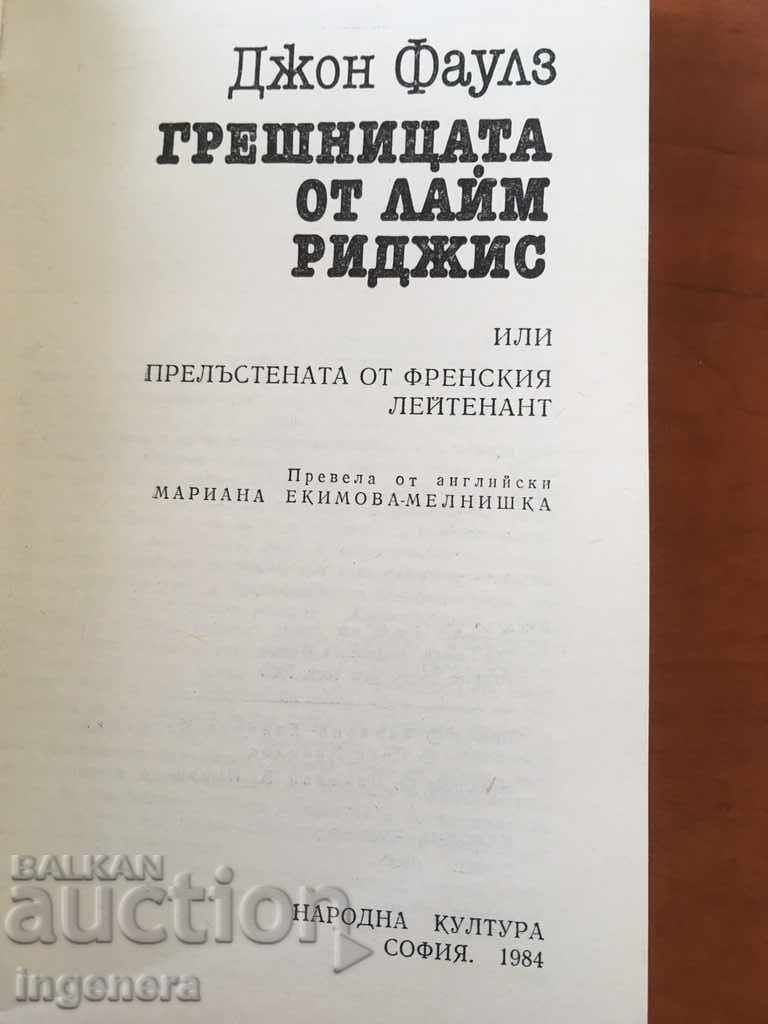 Джон Фаулз
ГРЕШНИЦАТА
ОТ ЛАЙМ
РИДЖИС
ИЛИ
ПРЕЛЪСТЕНАТА ОТ ФРЕНСКИЯ
ЛЕЙТЕНАНТ
Превела от английски
МАРИАНА ЕКИМОВА-МЕЛНИШКА
НАРОДНА КУЛТУРА
СОФИЯ. 1984
BALKAN
auction
ingenera